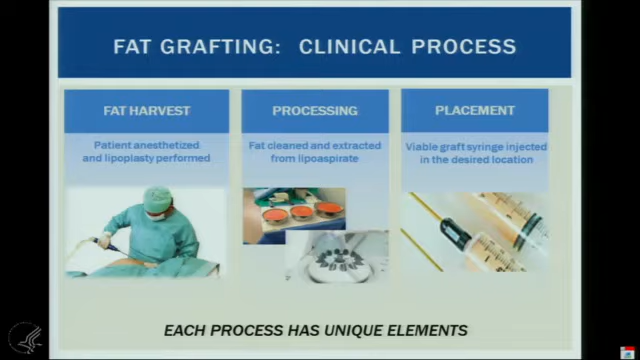 FAT GRAFTING: CLINICAL PROCESS
FAT HARVEST
Patient anesthetized
and lipoplasty performed
PROCESSING
Fat cleaned and extracted
from lipoaspirate
PLACEMENT
Viable graft syringe injected
in the desired location
EACH PROCESS HAS UNIQUE ELEMENTS